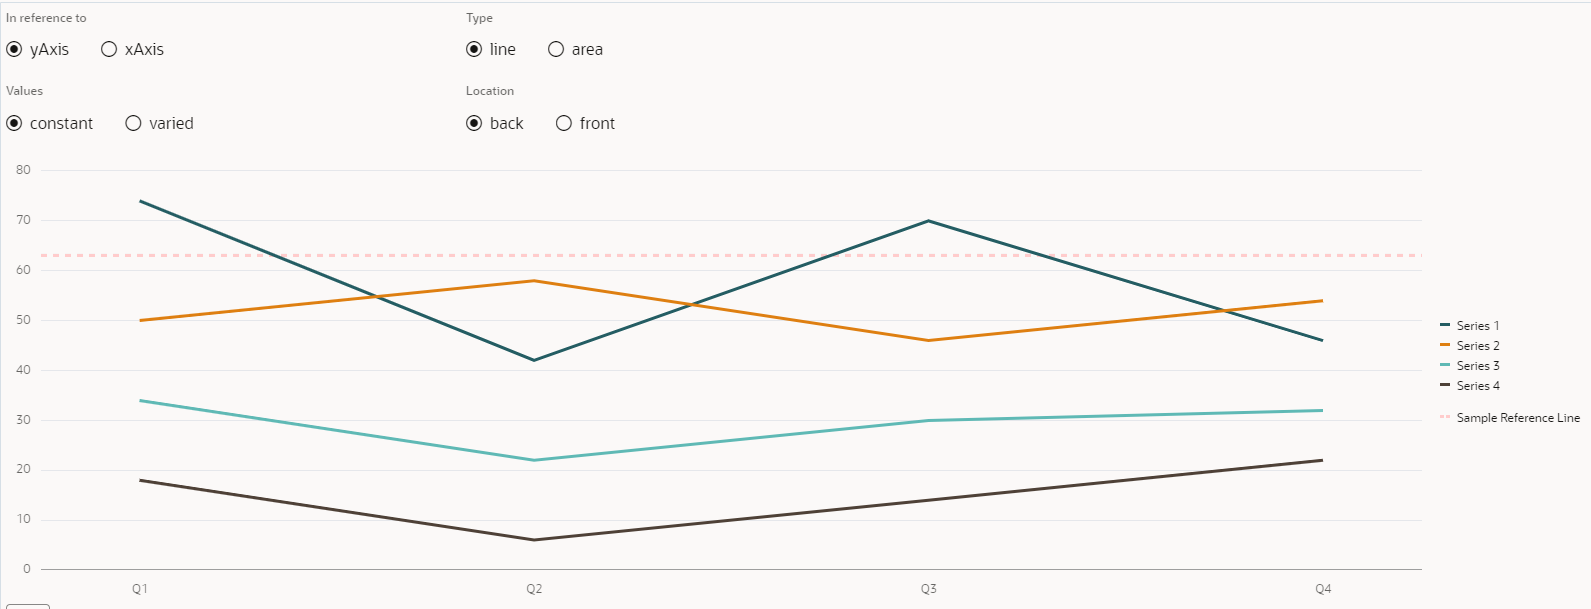 In reference to
Type
yAxis
xAxis
line
area
Values
Location
constant
varied
back
front
80
70
60
50
40
30
20
10
0
Q1
Q2
Q3
Q4
Series 1
Series 2
Series 3
Series 4
Sample Reference Line